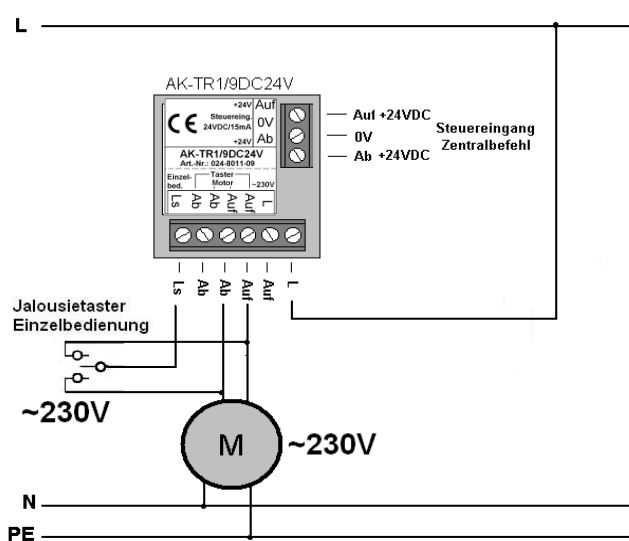 L
AK-TR1/9DC24V
+24V Auf
Steuereing. 0V
24VDC/15mA
+24V Ab
CE
AK-TR1/9DC24V
Art.-Nr.: 024-8011-09
Einzel-
bed.
Taster
Motor
~230V
Ls Ab Ab Auf Auf L
Auf +24VDC
0V
Ab +24VDC
Steuereingang
Zentralbefehl
Ls Ab Ab Auf Auf L
Jalousietaster
Einzelbedienung
~230V
M
~230V
N
PE